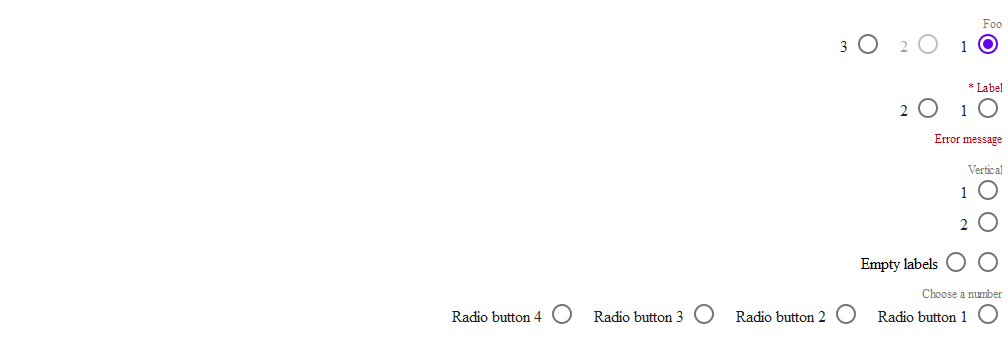 Foo
3 2 1
* Label
2 1
Error message
Vertical
1
2
Empty labels
Choose a number
Radio button 4 Radio button 3 Radio button 2 Radio button 1